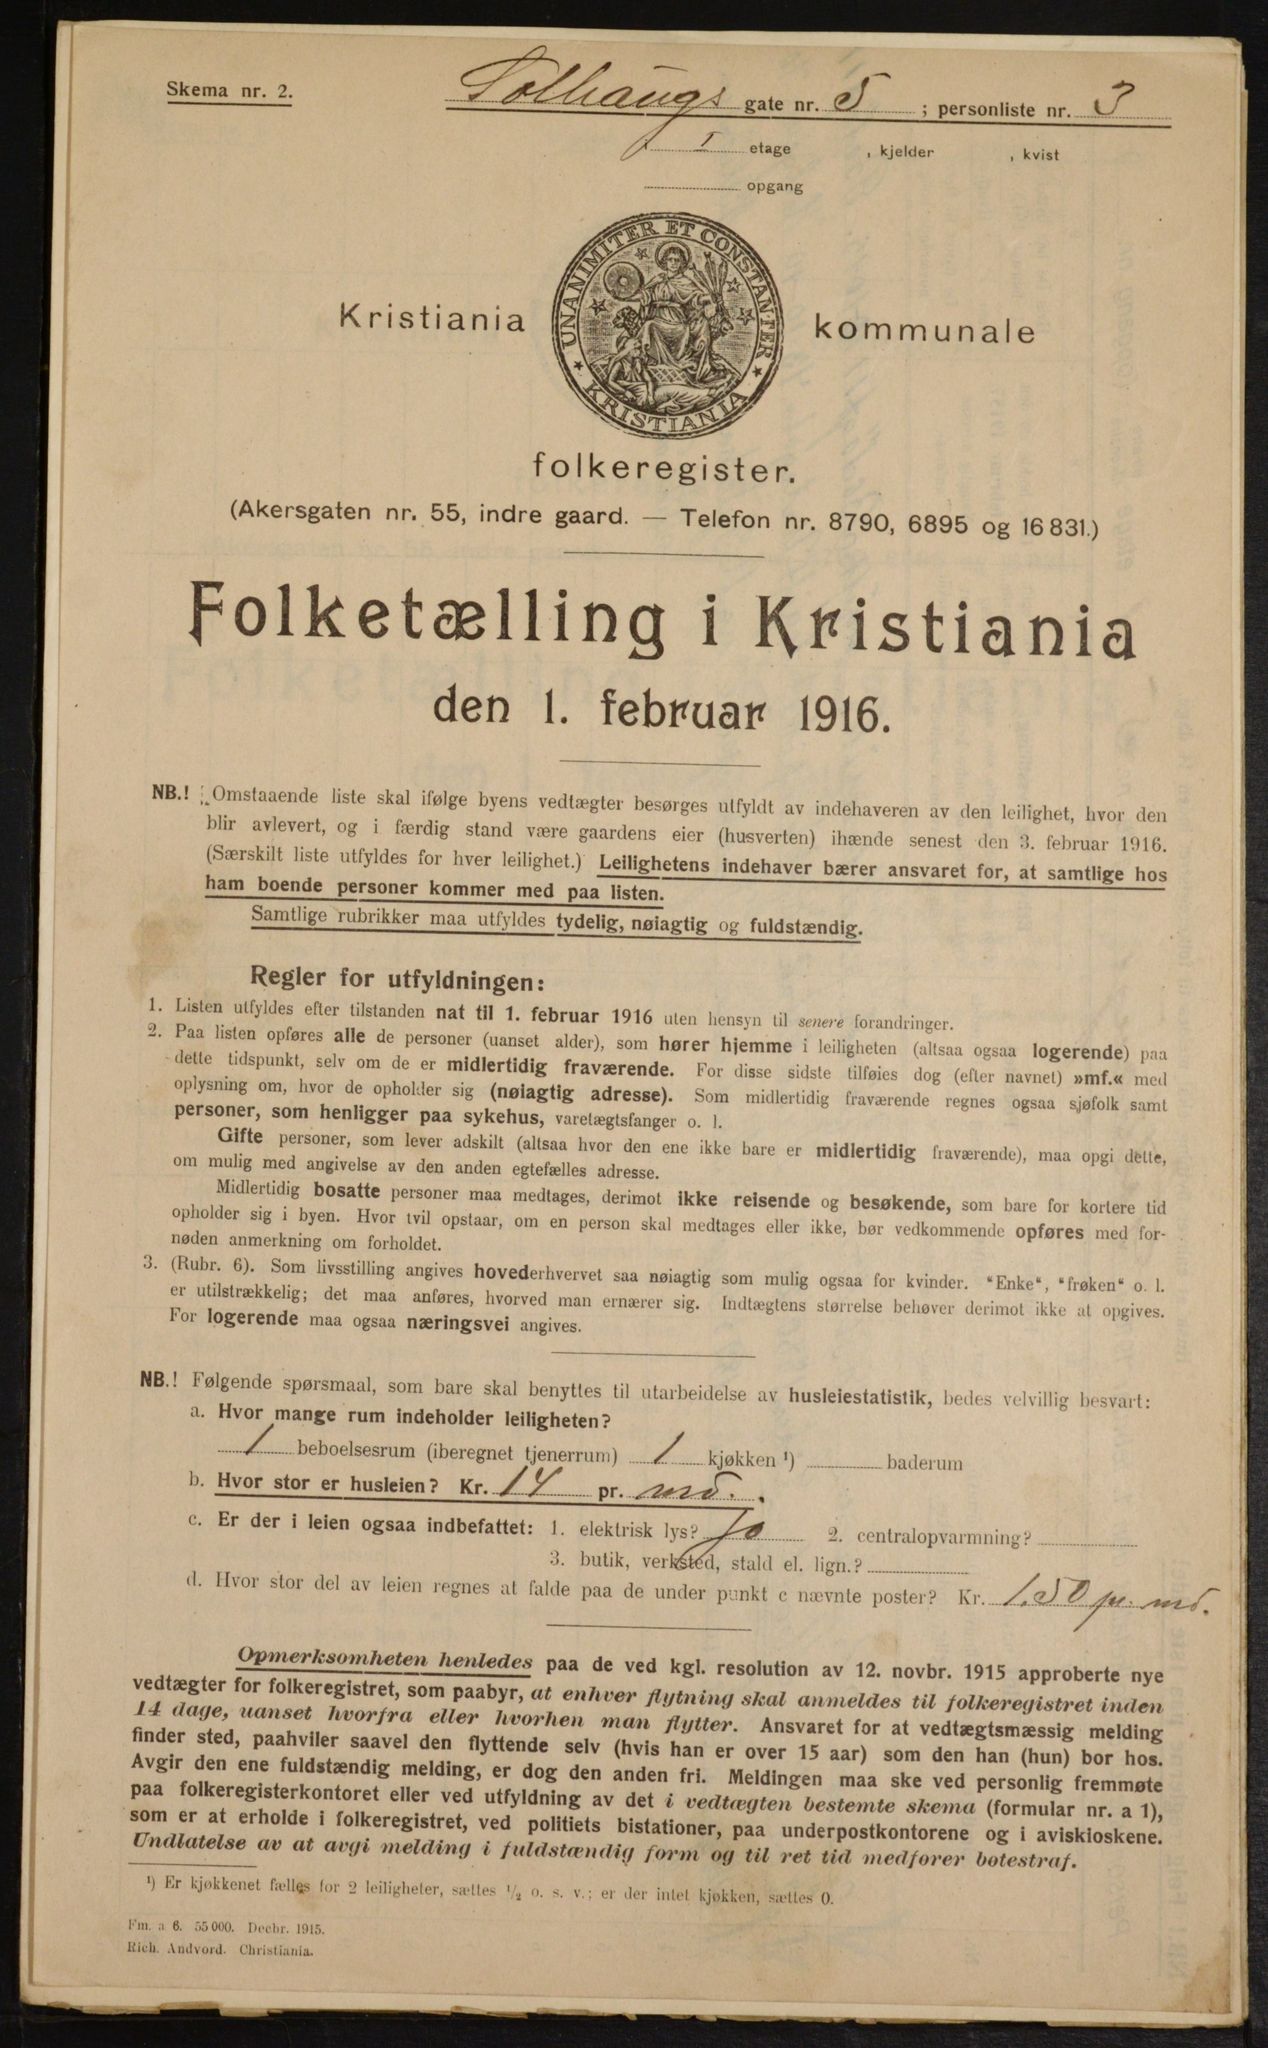 Skema nr. 2.
Solhaugs gate nr. 5 ; personliste nr. 3
I etage , kjelder , kvist
opgang
UNANIMITER ET CONSTANTER
KRISTIANIA
Kristiania kommunale
folkeregister.
(Akersgaten nr. 55, indre gaard. — Telefon nr. 8790, 6895 og 16831.)
Folketælling i Kristiania
den 1. februar 1916.
NB.! Omstaaende liste skal ifølge byens vedtægter besørges utfyldt av indehaveren av den leilighet, hvor den
blir avlevert, og i færdig stand være gaardens eier (husverten) ihænde senest den 3. februar 1916.
(Særskilt liste utfyldes for hver leilighet.) Leilighetens indehaver bærer ansvaret for, at samtlige hos
ham boende personer kommer med paa listen.
Samtlige rubrikker maa utfyldes tydelig, nøiagtig og fuldstændig.
Regler for utfyldningen:
1. Listen utfyldes efter tilstanden nat til 1. februar 1916 uten hensyn til senere forandringer.
2. Paa listen opføres alle de personer (uanset alder), som hører hjemme i leiligheten (altsaa ogsaa logerende) paa
dette tidspunkt, selv om de er midlertidig fraværende. For disse sidste tilføies dog (efter navnet) »mf.« med
oplysning om, hvor de opholder sig (nøiagtig adresse). Som midlertidig fraværende regnes ogsaa sjøfolk samt
personer, som henligger paa sykehus, varetægtsfanger o. l.
Gifte personer, som lever adskilt (altsaa hvor den ene ikke bare er midlertidig fraværende), maa opgi dette,
om mulig med angivelse av den anden egtefælles adresse.
Midlertidig bosatte personer maa medtages, derimot ikke reisende og besøkende, som bare for kortere tid
opholder sig i byen. Hvor tvil opstaar, om en person skal medtages eller ikke, bør vedkommende opføres med for-
nøden anmerkning om forholdet.
3. (Rubr. 6). Som livsstilling angives hovederhvervet saa nøiagtig som mulig ogsaa for kvinder. "Enke", "frøken" o. l.
er utilstrækkelig; det maa anføres, hvorved man ernærer sig. Indtægtens størrelse behøver derimot ikke at opgives.
For logerende maa ogsaa næringsvei angives.
NB.! Følgende spørsmaal, som bare skal benyttes til utarbeidelse av husleiestatistik, bedes velvillig besvart:
a. Hvor mange rum indeholder leiligheten?
1 beboelsesrum (iberegnet tjenerrum) 1 kjøkken ¹) baderum
b. Hvor stor er husleien? Kr. 14 pr. md.
c. Er der i leien ogsaa indbefattet: 1. elektrisk lys? Jo 2. centralopvarmning?
3. butik, verksted, stald el. lign.?
d. Hvor stor del av leien regnes at falde paa de under punkt c nævnte poster? Kr. 1.50 pr. md.
Opmerksomheten henledes paa de ved kgl. resolution av 12. novbr. 1915 approberte nye
vedtægter for folkeregistret, som paabyr, at enhver flytning skal anmeldes til folkeregistret inden
14 dage, uanset hvorfra eller hvorhen man flytter. Ansvaret for at vedtægtsmæssig melding
finder sted, paahviler saavel den flyttende selv (hvis han er over 15 aar) som den han (hun) bor hos.
Avgir den ene fuldstændig melding, er dog den anden fri. Meldingen maa ske ved personlig fremmøte
paa folkeregisterkontoret eller ved utfyldning av det i vedtægten bestemte skema (formular nr. a 1),
som er at erholde i folkeregistret, ved politiets bistationer, paa underpostkontorene og i aviskioskene.
Undlatelse av at avgi melding i fuldstændig form og til ret tid medfører botestraf.
¹) Er kjøkkenet fælles for 2 leiligheter, sættes ½ o. s. v.; er der intet kjøkken, sættes 0.
Fm. a 6. 55000. Decbr. 1915.
Rich. Andvord. Christiania.